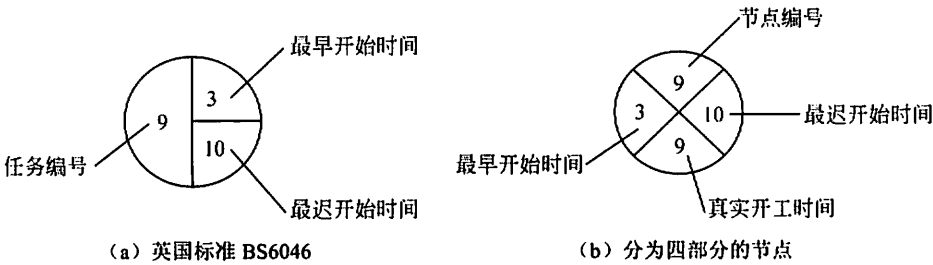 最早开始时间
3
9
10
任务编号
最迟开始时间
(a) 英国标准 BS6046
节点编号
9
3
10
最迟开始时间
9
最早开始时间
真实开工时间
(b) 分为四部分的节点